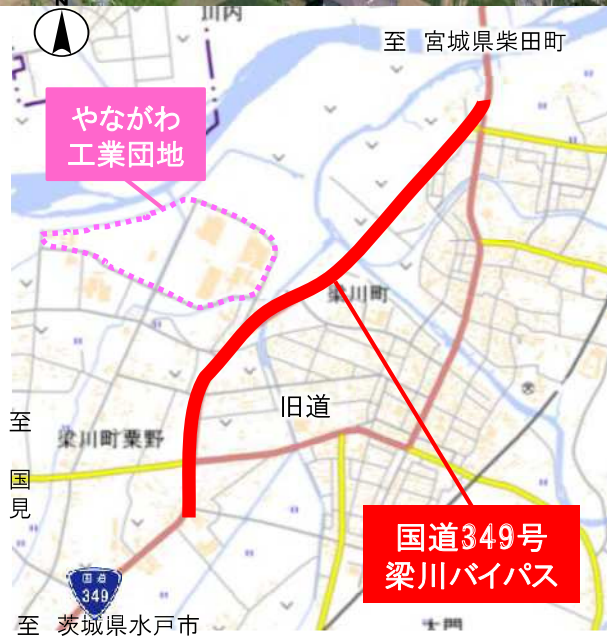 N
川内
至 宮城県柴田町
やながわ
工業団地
梁川町
旧道
至
国
見
梁川町粟野
国道349号
梁川バイパス
国道
349
至 茨城県水戸市
大門